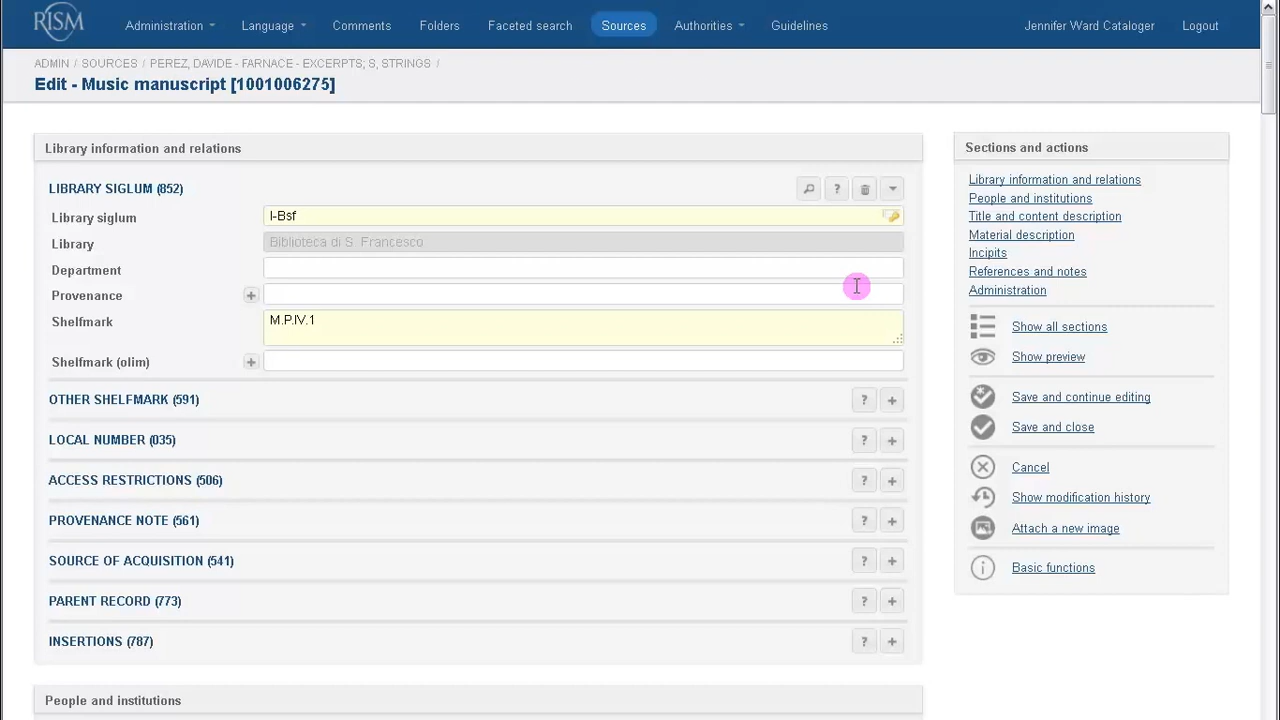 RISM
Administration Language Comments Folders Faceted search Sources Authorities Guidelines Jennifer Ward Cataloger Logout
ADMIN / SOURCES / PEREZ, DAVIDE - FARNACE - EXCERPTS; S, STRINGS /
Edit - Music manuscript [1001006275]
Library information and relations
LIBRARY SIGLUM (852)
?
Library siglum I-Bsf
Library Biblioteca di S. Francesco
Department
Provenance +
Shelfmark M.P.IV.1
Shelfmark (olim) +
OTHER SHELFMARK (591) ? +
LOCAL NUMBER (035) ? +
ACCESS RESTRICTIONS (506) ? +
PROVENANCE NOTE (561) ? +
SOURCE OF ACQUISITION (541) ? +
PARENT RECORD (773) ? +
INSERTIONS (787) ? +
People and institutions
Sections and actions
Library information and relations
People and institutions
Title and content description
Material description
Incipits
References and notes
Administration
Show all sections
Show preview
Save and continue editing
Save and close
Cancel
Show modification history
Attach a new image
Basic functions